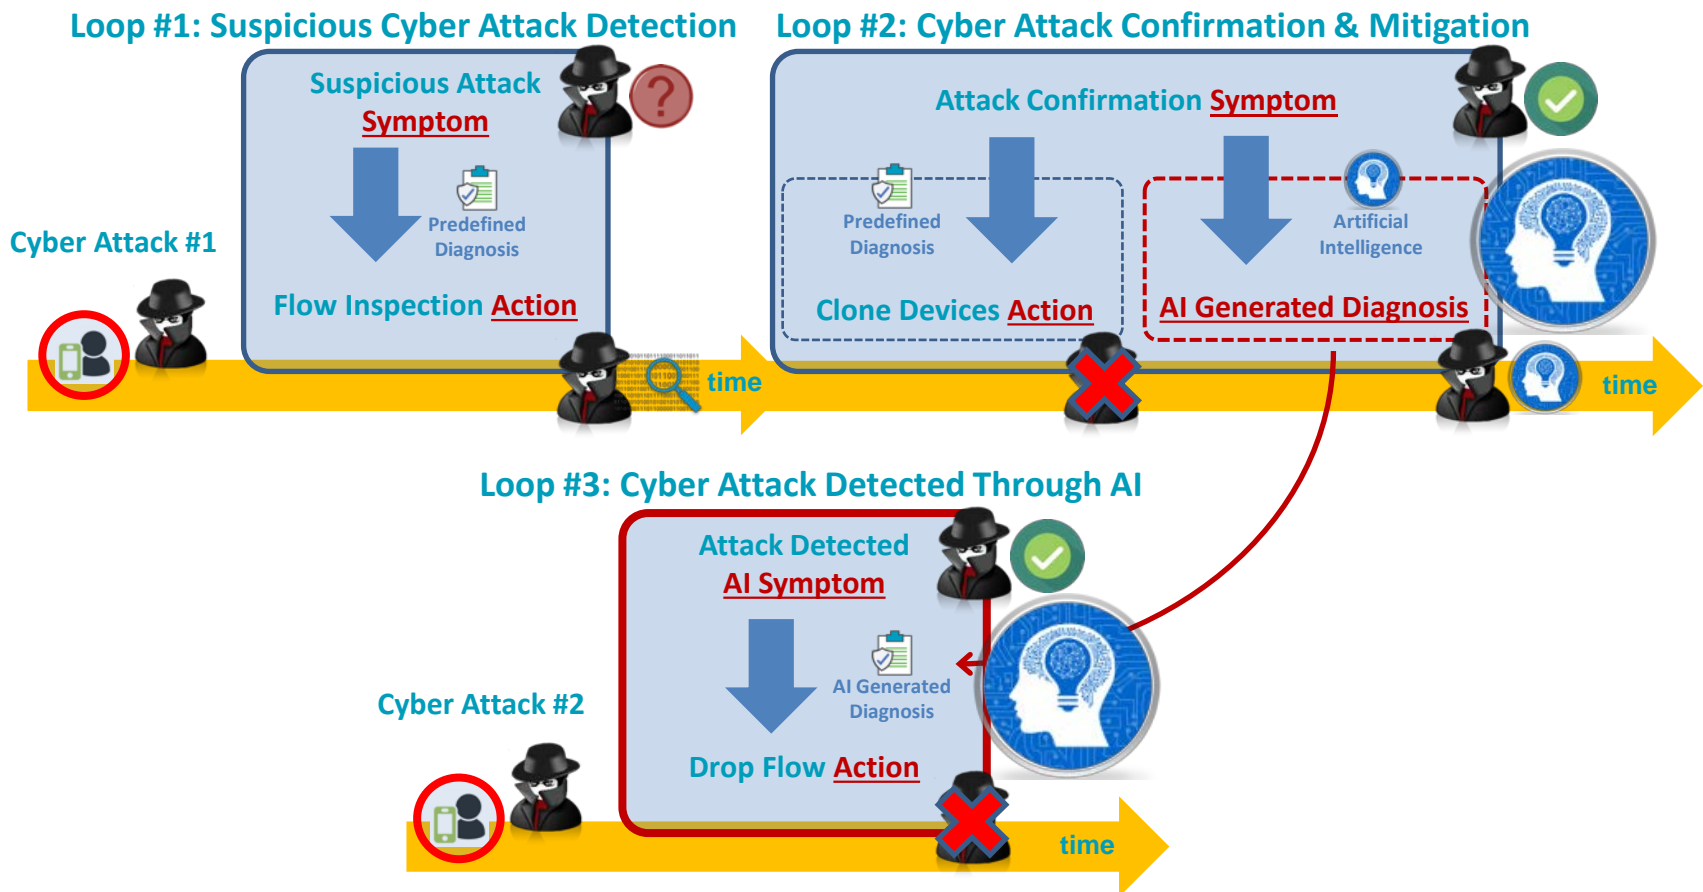 Loop #1: Suspicious Cyber Attack Detection
Loop #2: Cyber Attack Confirmation & Mitigation
Suspicious Attack
Symptom
Predefined
Diagnosis
Flow Inspection Action
Cyber Attack #1
time
Attack Confirmation Symptom
Predefined
Diagnosis
Clone Devices Action
Artificial
Intelligence
AI Generated Diagnosis
time
Loop #3: Cyber Attack Detected Through AI
Attack Detected
AI Symptom
AI Generated
Diagnosis
Drop Flow Action
Cyber Attack #2
time